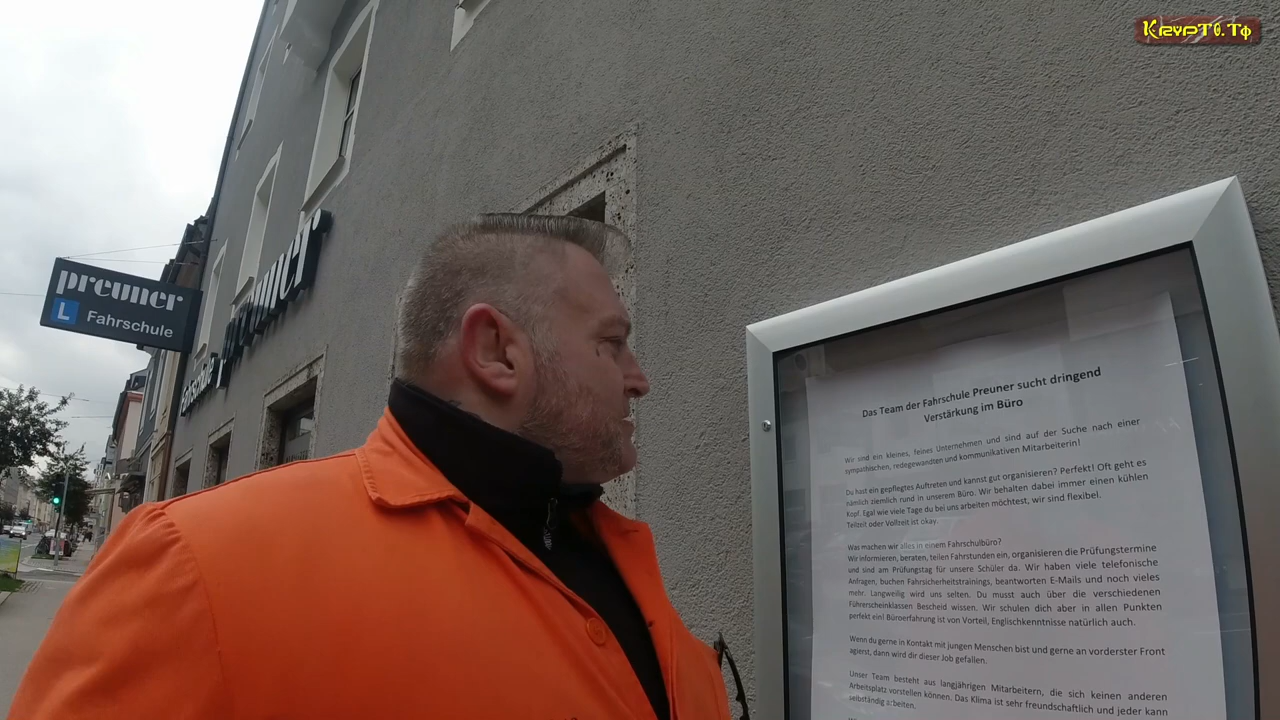 KRYPTO.TV
preuner
L Fahrschule
Fahrschule preuner
Das Team der Fahrschule Preuner sucht dringend
Verstärkung im Büro
Wir sind ein kleines, feines Unternehmen und sind auf der Suche nach einer
sympathischen, redegewandten und kommunikativen Mitarbeiterin!
Du hast ein gepflegtes Auftreten und kannst gut organisieren? Perfekt! Oft geht es
nämlich ziemlich rund in unserem Büro. Wir behalten dabei immer einen kühlen
Kopf. Egal wie viele Tage du bei uns arbeiten möchtest, wir sind flexibel.
Teilzeit oder Vollzeit ist okay.
Was machen wir alles in einem Fahrschulbüro?
Wir informieren, beraten, teilen Fahrstunden ein, organisieren die Prüfungstermine
und sind am Prüfungstag für unsere Schüler da. Wir haben viele telefonische
Anfragen, buchen Fahrsicherheitstrainings, beantworten E-Mails und noch vieles
mehr. Langweilig wird uns selten. Du musst auch über die verschiedenen
Führerscheinklassen Bescheid wissen. Wir schulen dich aber in allen Punkten
perfekt ein! Büroerfahrung ist von Vorteil, Englischkenntnisse natürlich auch.
Wenn du gerne in Kontakt mit jungen Menschen bist und gerne an vorderster Front
agierst, dann wird dir dieser Job gefallen.
Unser Team besteht aus langjährigen Mitarbeitern, die sich keinen anderen
Arbeitsplatz vorstellen können. Das Klima ist sehr freundschaftlich und jeder kann
selbständig arbeiten.